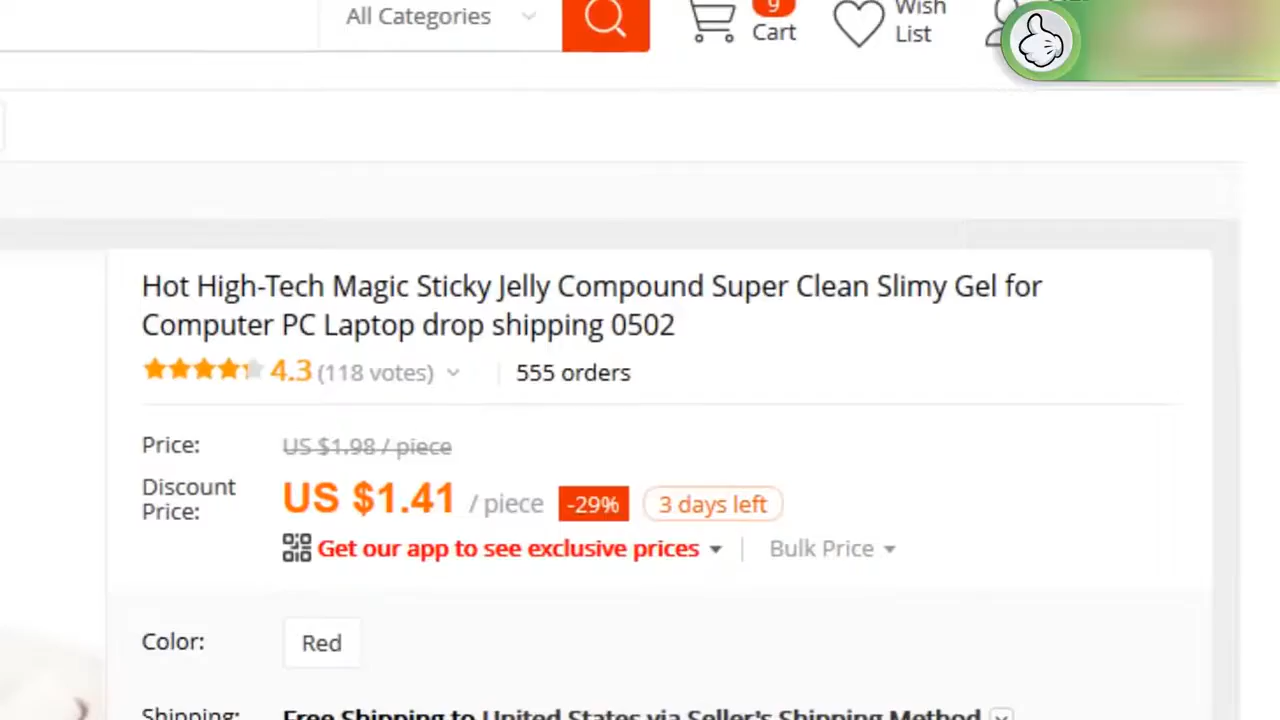 All Categories
9
Cart
Wish
List
Hot High-Tech Magic Sticky Jelly Compound Super Clean Slimy Gel for
Computer PC Laptop drop shipping 0502
4.3 (118 votes) 555 orders
Price: US $1.98 / piece
Discount
Price:
US $1.41 / piece -29% 3 days left
Get our app to see exclusive prices Bulk Price
Color: Red
Shipping: Free Shipping to United States via Seller's Shipping Method